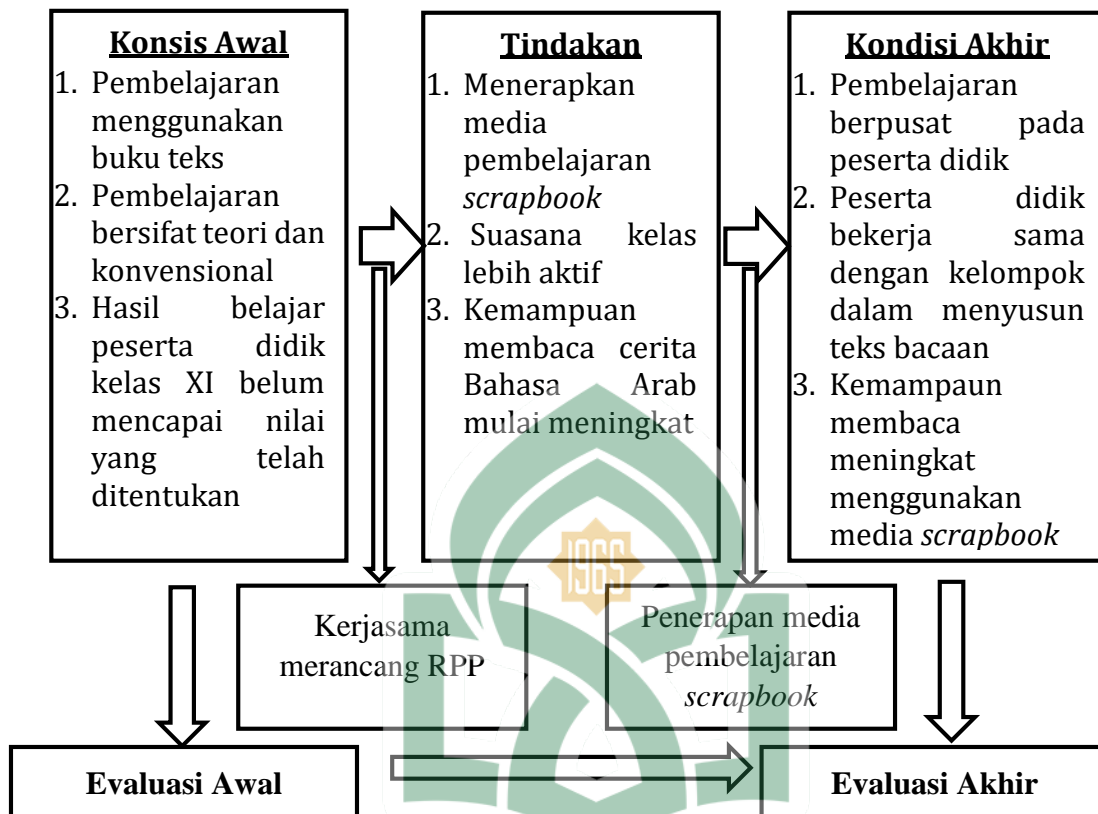 Konsis Awal
1. Pembelajaran
menggunakan
buku teks
2. Pembelajaran
bersifat teori dan
konvensional
3. Hasil belajar
peserta didik
kelas XI belum
mencapai nilai
yang telah
ditentukan
Tindakan
1. Menerapkan
media
pembelajaran
scrapbook
2. Suasana kelas
lebih aktif
3. Kemampuan
membaca cerita
Bahasa Arab
mulai meningkat
Kondisi Akhir
1. Pembelajaran
berpusat pada
peserta didik
2. Peserta didik
bekerja sama
dengan kelompok
dalam menyusun
teks bacaan
3. Kemampaun
membaca
meningkat
menggunakan
media scrapbook
1965
Kerjasama
merancang RPP
Penerapan media
pembelajaran
scrapbook
Evaluasi Awal
Evaluasi Akhir